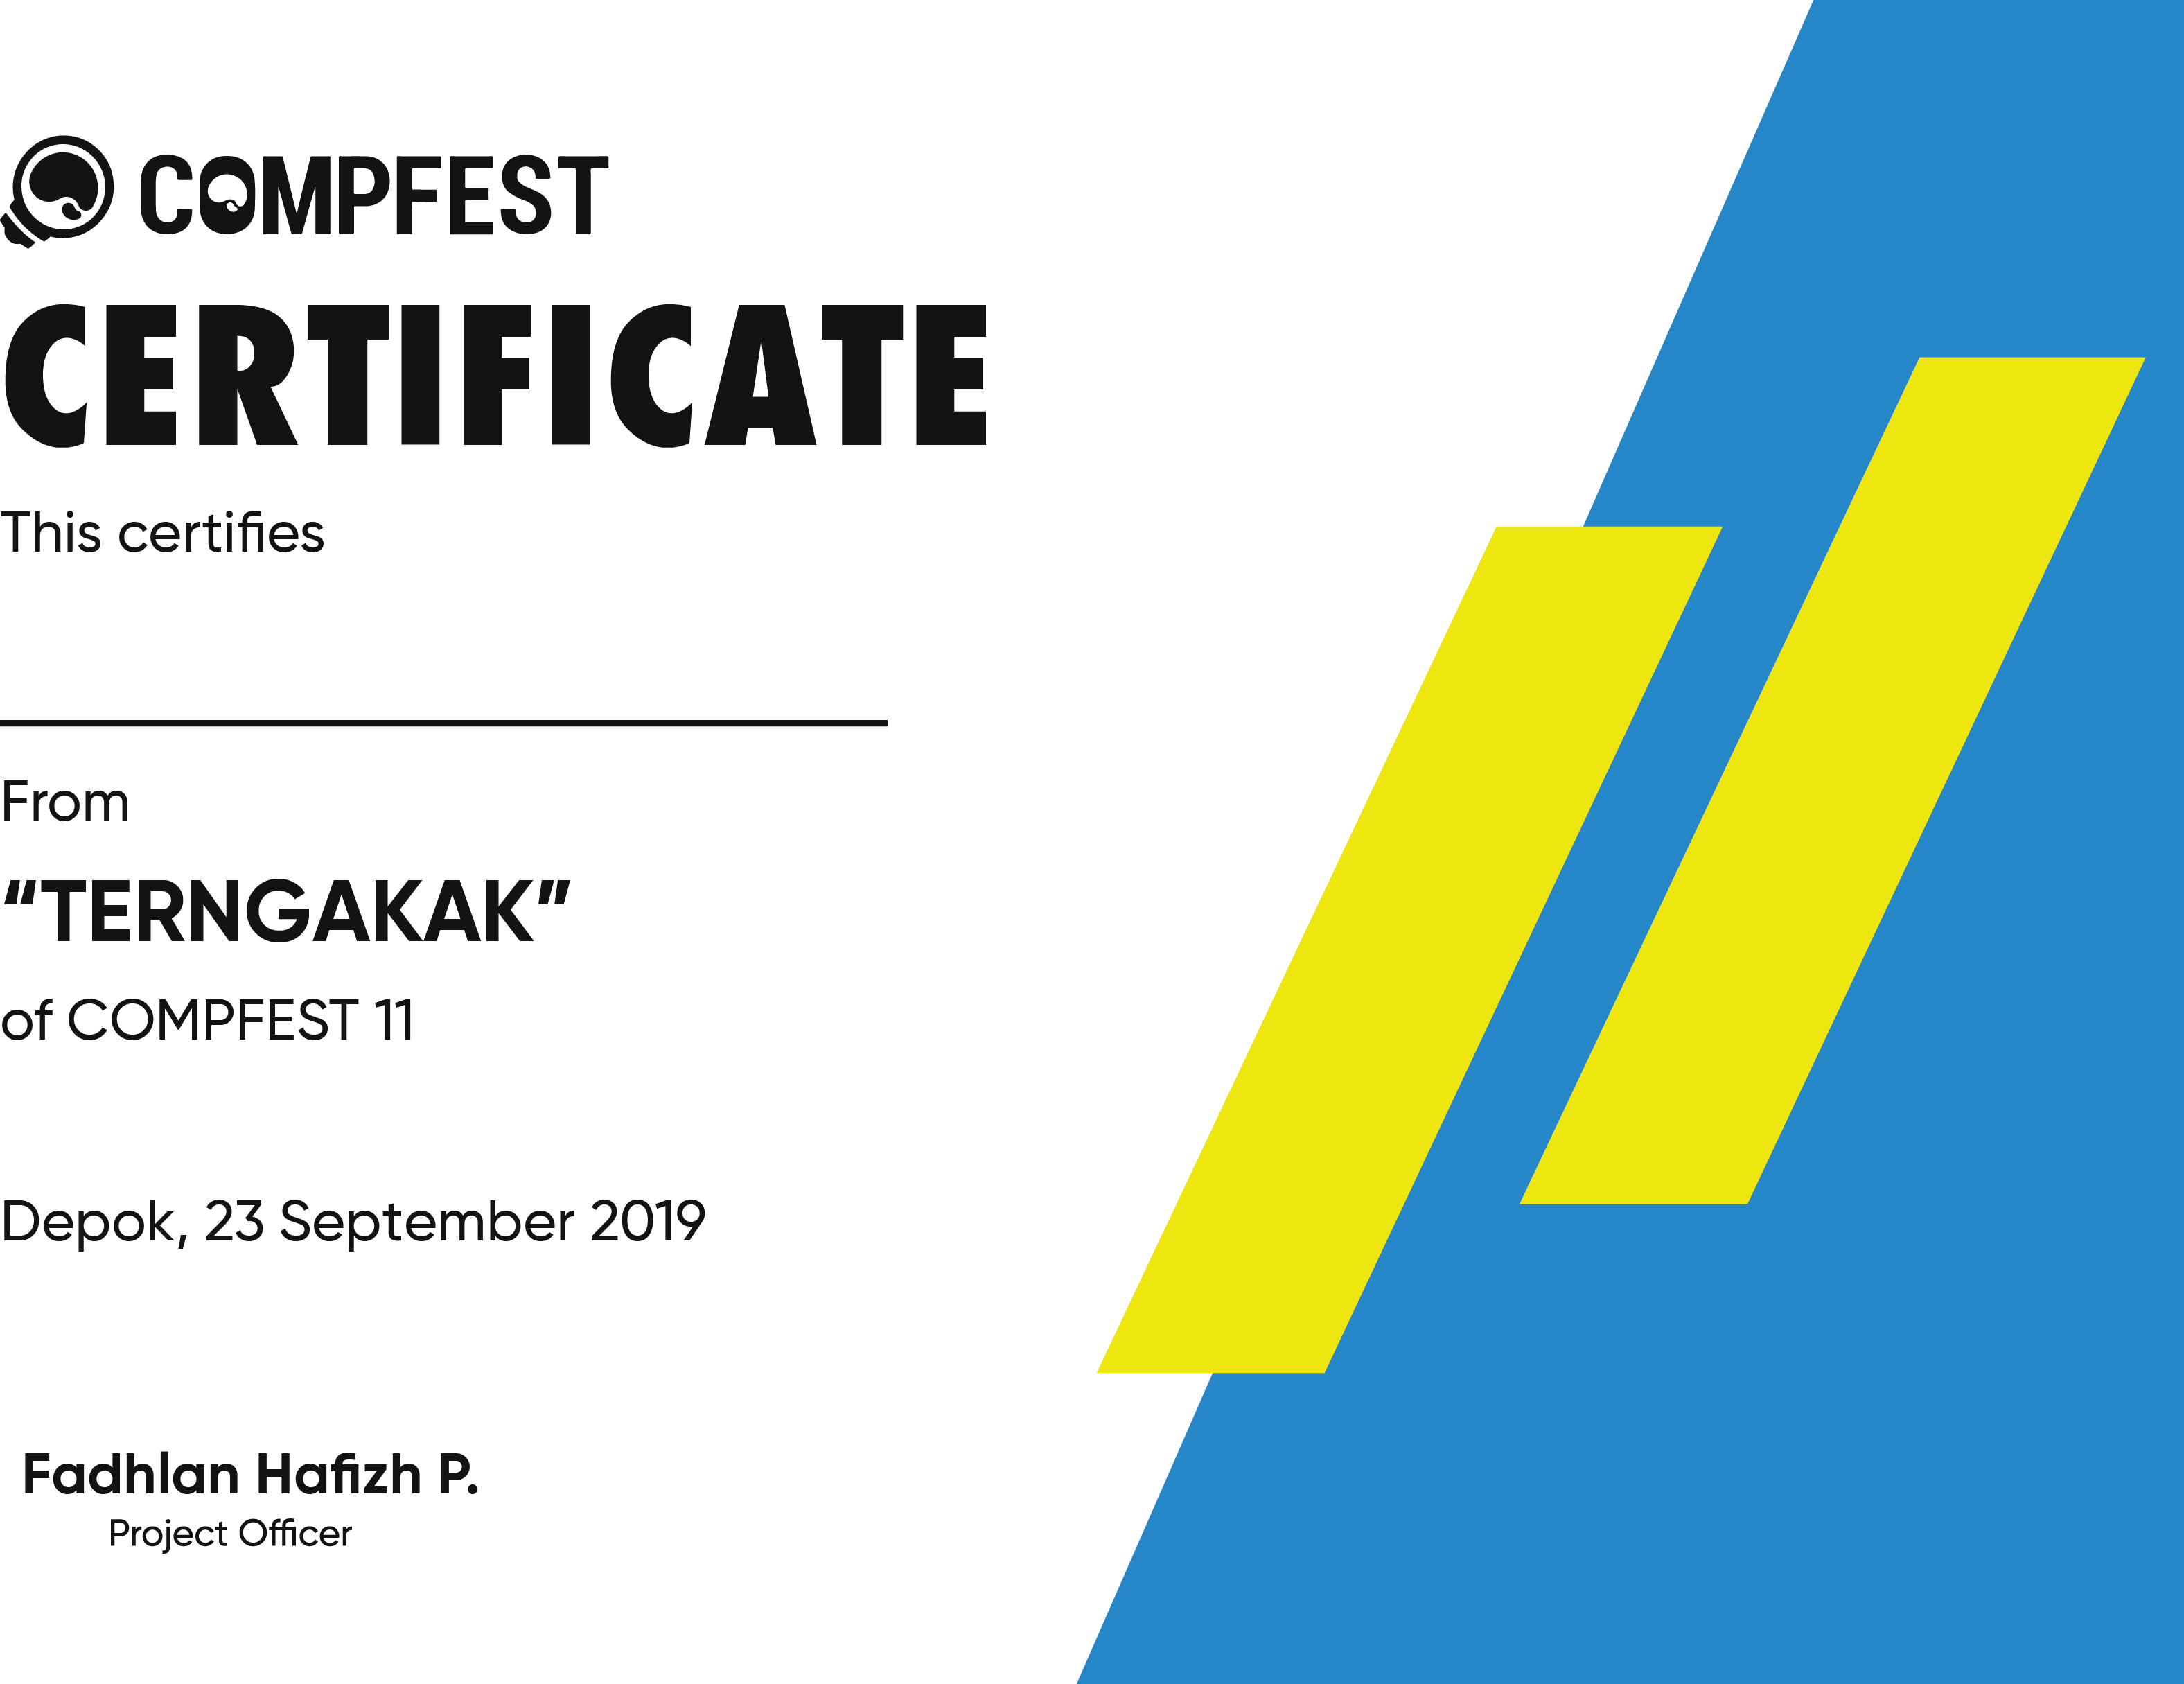 COMPFEST
CERTIFICATE
This certifies
From
“TERNGAKAK”
of COMPFEST 11
Depok, 23 September 2019
Fadhlan Hafizh P.
Project Officer